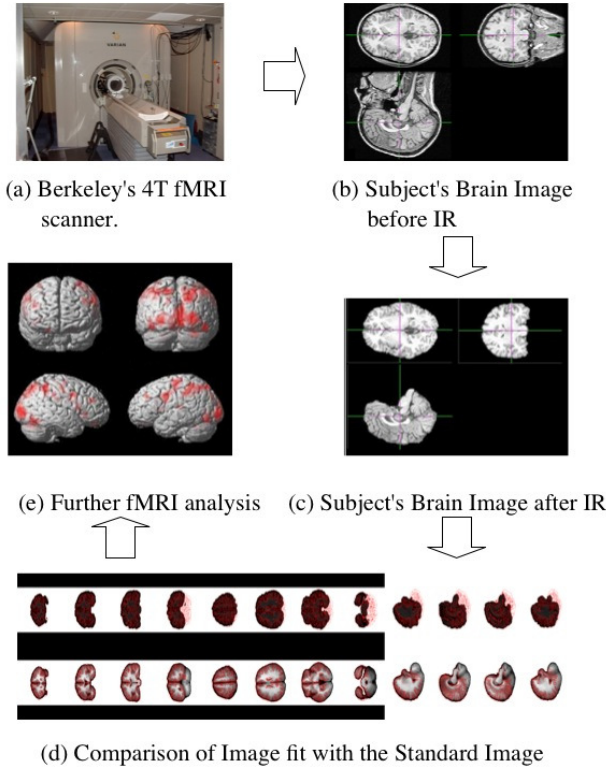 VARIAN
(a) Berkeley's 4T fMRI
scanner.
(b) Subject's Brain Image
before IR
(e) Further fMRI analysis
(c) Subject's Brain Image after IR
(d) Comparison of Image fit with the Standard Image